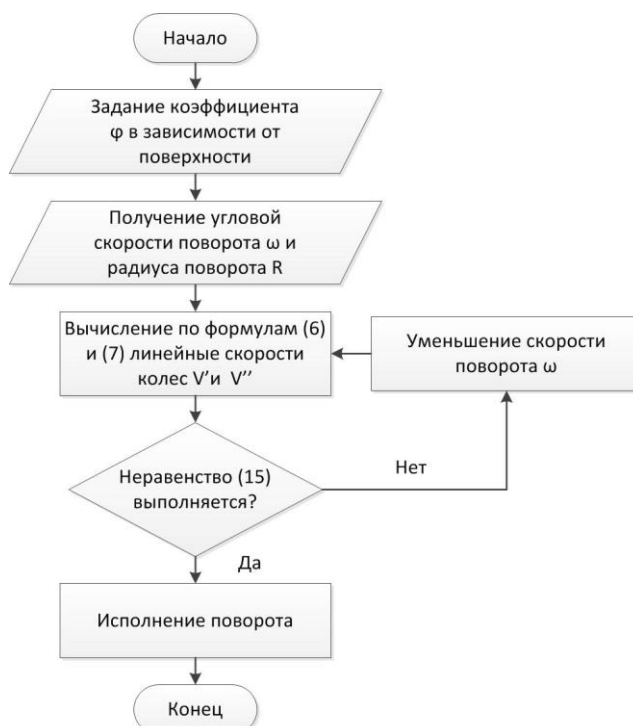 Начало
Задание коэффициента
φ в зависимости от
поверхности
Получение угловой
скорости поворота ω и
радиуса поворота R
Вычисление по формулам (6)
и (7) линейные скорости
колес V’и V’’
Уменьшение скорости
поворота ω
Неравенство (15)
выполняется?
Нет
Да
Исполнение поворота
Конец